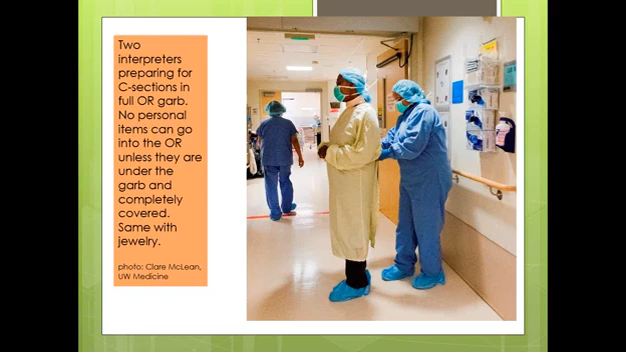 Two
interpreters
preparing for
C-sections in
full OR garb.
No personal
items can go
into the OR
unless they are
under the
garb and
completely
covered.
Same with
jewelry.
photo: Clare McLean,
UW Medicine